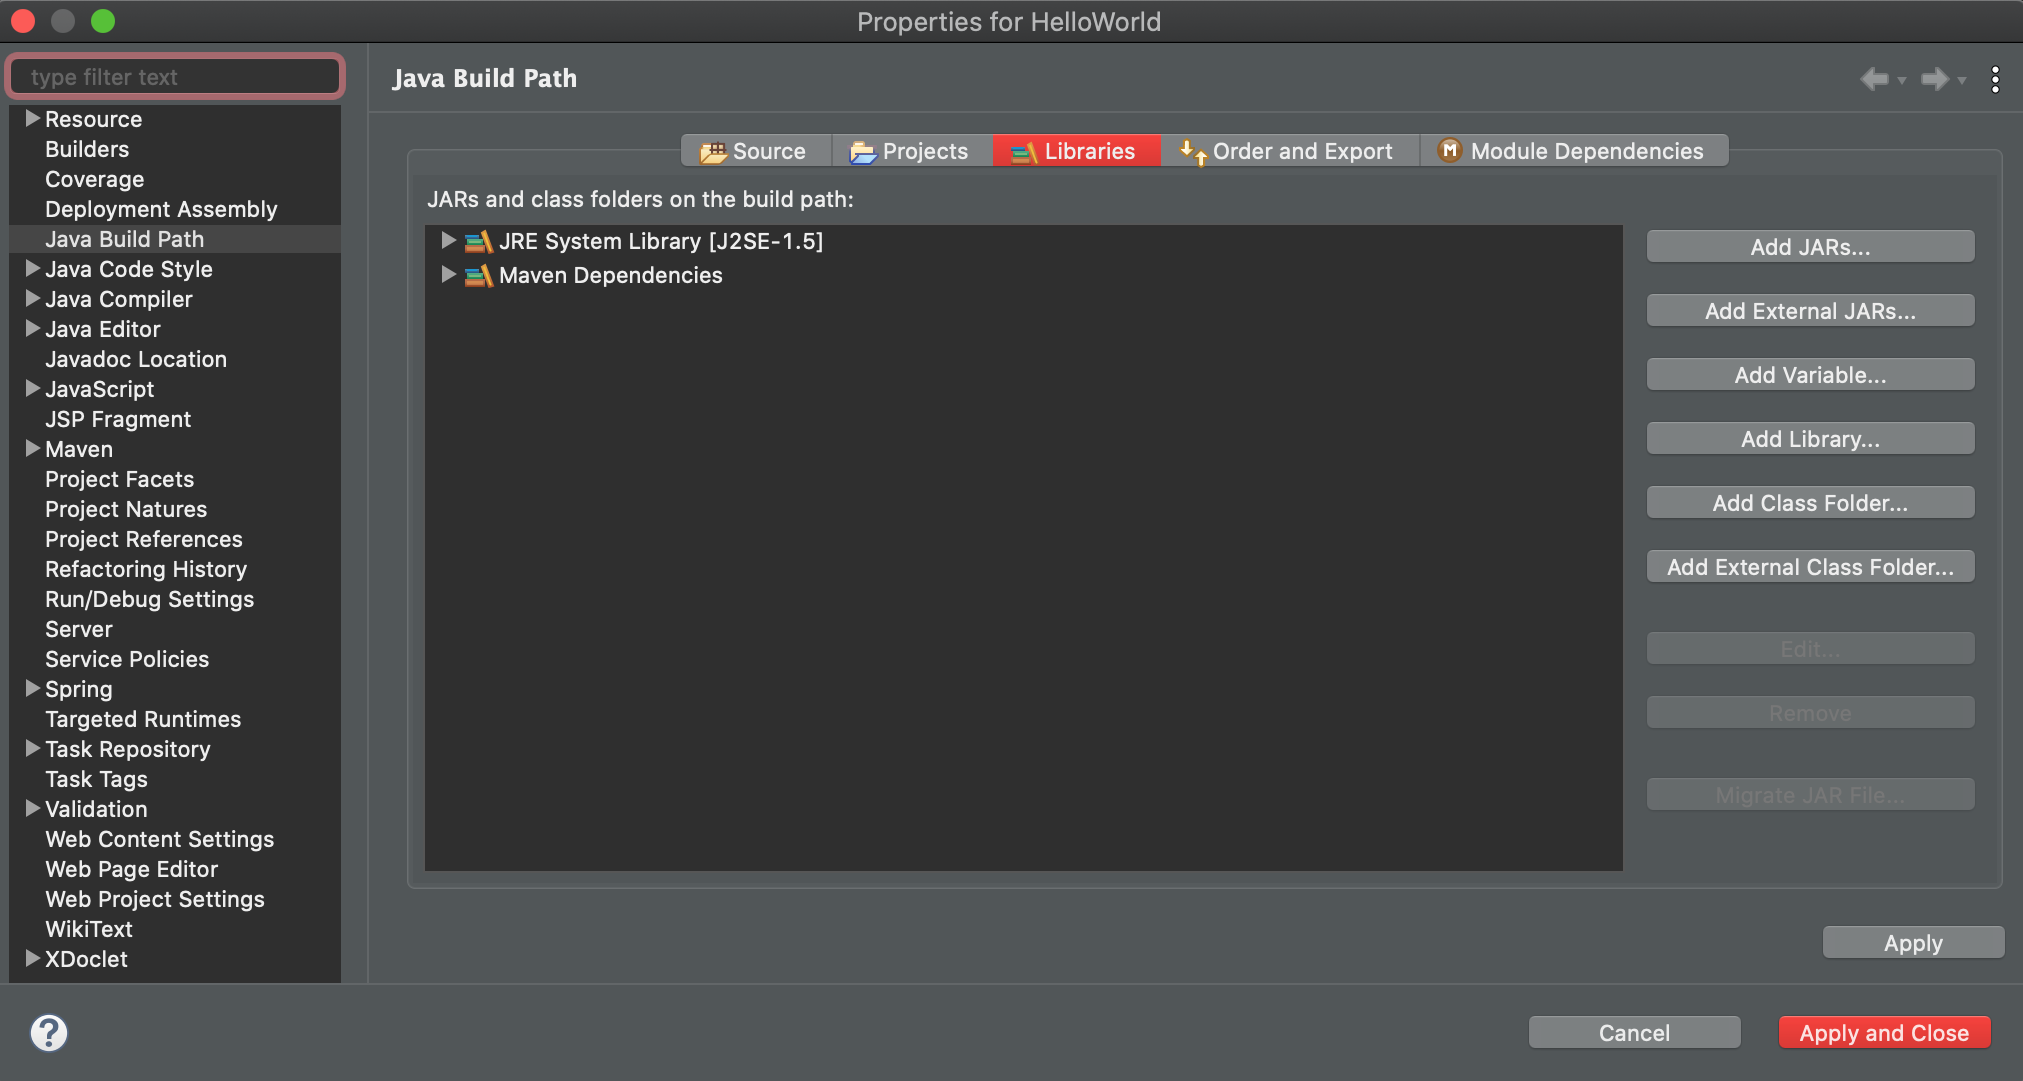 Properties for HelloWorld
type filter text
Resource
Builders
Coverage
Deployment Assembly
Java Build Path
Java Code Style
Java Compiler
Java Editor
Javadoc Location
JavaScript
JSP Fragment
Maven
Project Facets
Project Natures
Project References
Refactoring History
Run/Debug Settings
Server
Service Policies
Spring
Targeted Runtimes
Task Repository
Task Tags
Validation
Web Content Settings
Web Page Editor
Web Project Settings
WikiText
XDoclet
Java Build Path
Source Projects Libraries Order and Export M Module Dependencies
JARs and class folders on the build path:
JRE System Library [J2SE-1.5]
Maven Dependencies
Add JARs...
Add External JARs...
Add Variable...
Add Library...
Add Class Folder...
Add External Class Folder...
Edit...
Remove
Migrate JAR File...
Apply
?
Cancel
Apply and Close